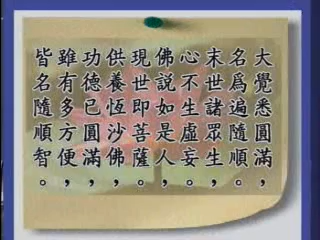 大覺悉圓滿，
名爲遍隨順。
末世諸眾生，
心不生虛妄，
佛說如是人，
現世即菩薩。
供養恆沙佛，
功德已圓滿，
雖有多方便，
皆名隨順智。